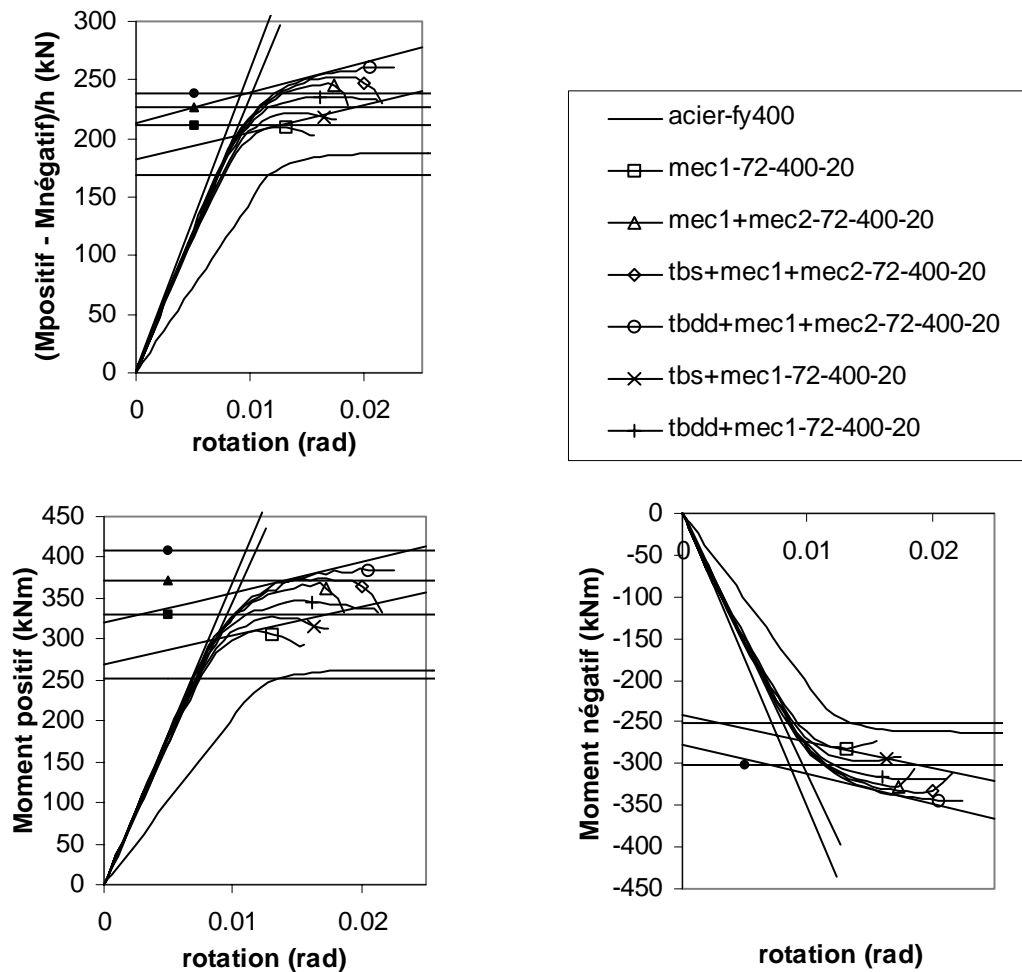 300
250
200
150
100
50
0
0
0.01
0.02
(Mpositif - Mnégatif)/h (kN)
rotation (rad)
acier-fy400
mec1-72-400-20
mec1+mec2-72-400-20
tbs+mec1+mec2-72-400-20
tbdd+mec1+mec2-72-400-20
tbs+mec1-72-400-20
tbdd+mec1-72-400-20
450
400
350
300
250
200
150
100
50
0
0
0.01
0.02
Moment positif (kNm)
rotation (rad)
0
-50
-100
-150
-200
-250
-300
-350
-400
-450
0
0.01
0.02
Moment négatif (kNm)
rotation (rad)